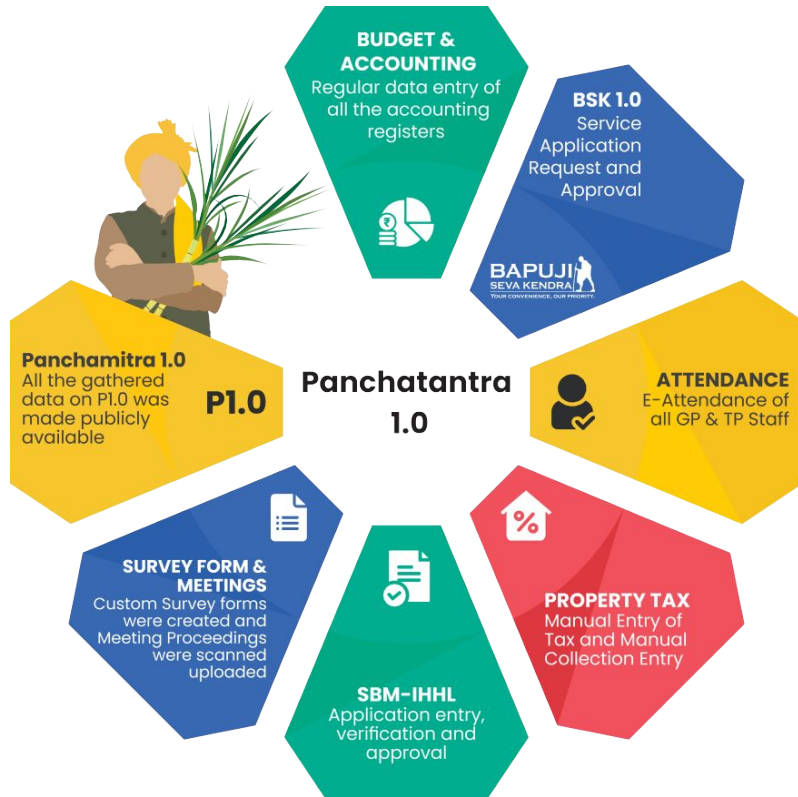 BUDGET &
ACCOUNTING
Regular data entry of
all the accounting
registers
BSK 1.0
Service
Application
Request and
Approval
BAPUJI
SEVA KENDRA
YOUR CONVENIENCE, OUR PRIORITY.
ATTENDANCE
E-Attendance of
all GP & TP Staff
PROPERTY TAX
Manual Entry of
Tax and Manual
Collection Entry
SBM-IHHL
Application entry,
verification and
approval
SURVEY FORM &
MEETINGS
Custom Survey forms
were created and
Meeting Proceedings
were scanned
uploaded
Panchamitra 1.0
All the gathered
data on P1.0 was
made publicly
available
P1.0
Panchatantra
1.0
₹
%